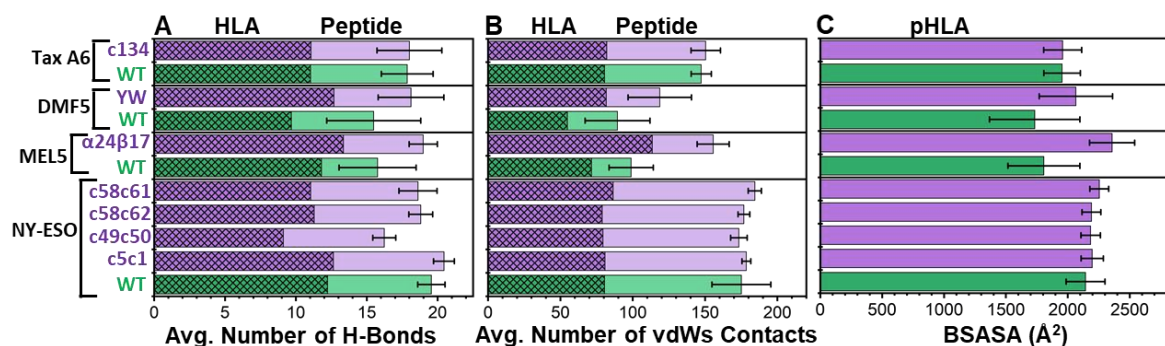 A HLA Peptide
B HLA Peptide
C pHLA
Tax A6
c134
WT
DMF5
YW
WT
MEL5
α24β17
WT
NY-ESO
c58c61
c58c62
c49c50
c5c1
WT
0 5 10 15 20
0 50 100 150 200
0 500 1000 1500 2000 2500
Avg. Number of H-Bonds
Avg. Number of vdWs Contacts
BSASA (Å²)